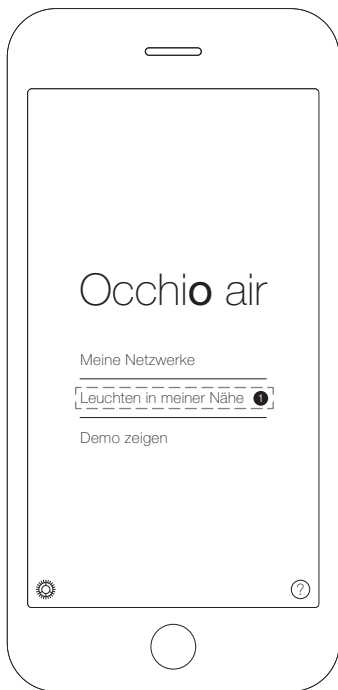 Occhio air
Meine Netzwerke
Leuchten in meiner Nähe 1
Demo zeigen
?